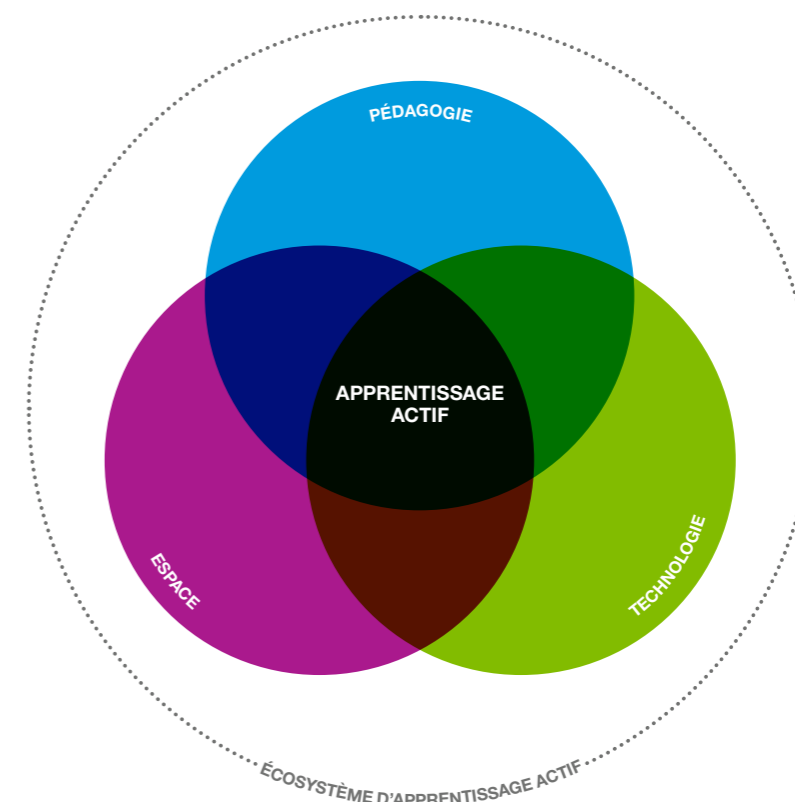 PÉDAGOGIE
APPRENTISSAGE
ACTIF
ESPACE
TECHNOLOGIE
ÉCOSYSTÈME D'APPRENTISSAGE ACTIF